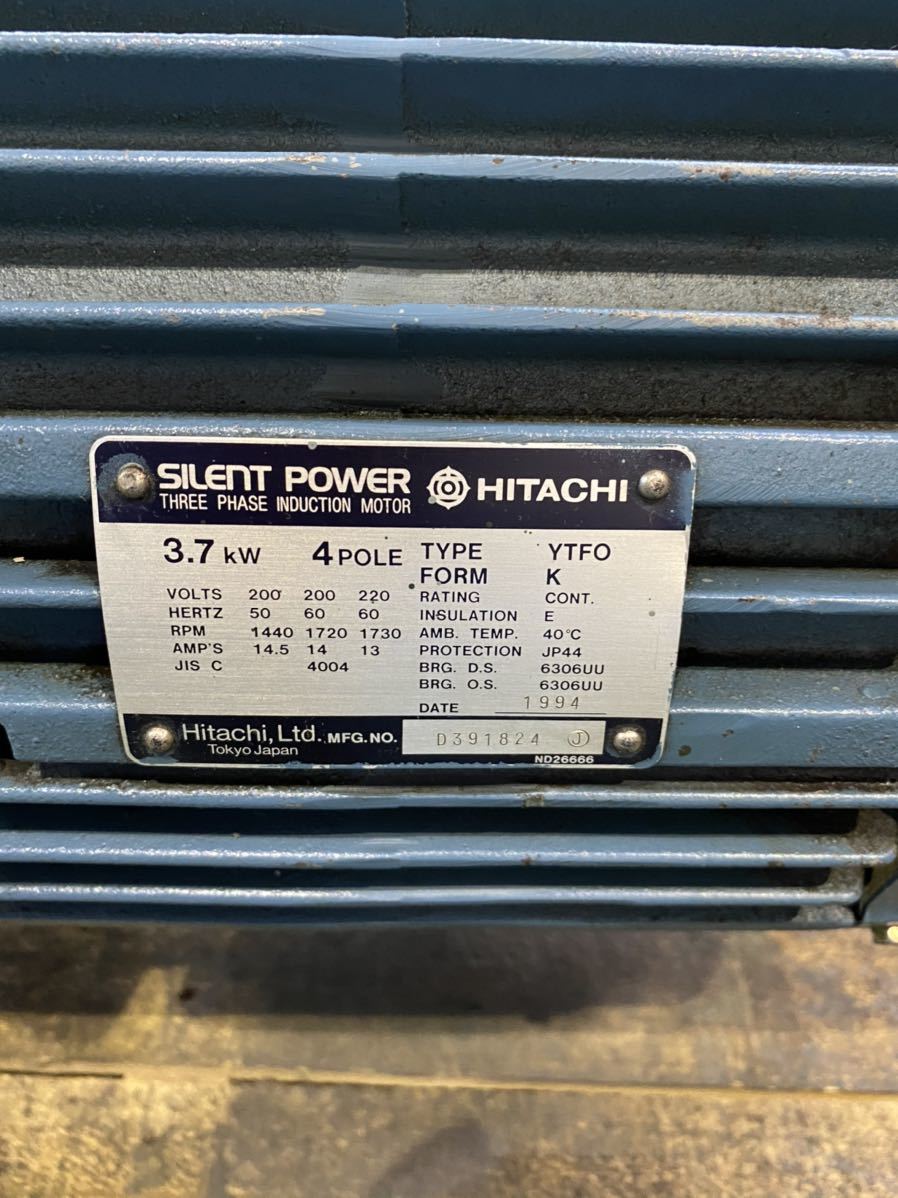 SILENT POWER HITACHI
THREE PHASE INDUCTION MOTOR
3.7 kW 4 POLE
VOLTS 200 200 220
HERTZ 50 60 60
RPM 1440 1720 1730
AMP'S 14.5 14 13
JIS C 4004
TYPE YTFO
FORM K
RATING CONT.
INSULATION E
AMB. TEMP. 40°C
PROTECTION JP44
BRG. D.S. 6306UU
BRG. O.S. 6306UU
DATE 1994
Hitachi, Ltd. MFG. NO. D391824 J
Tokyo Japan
ND26666